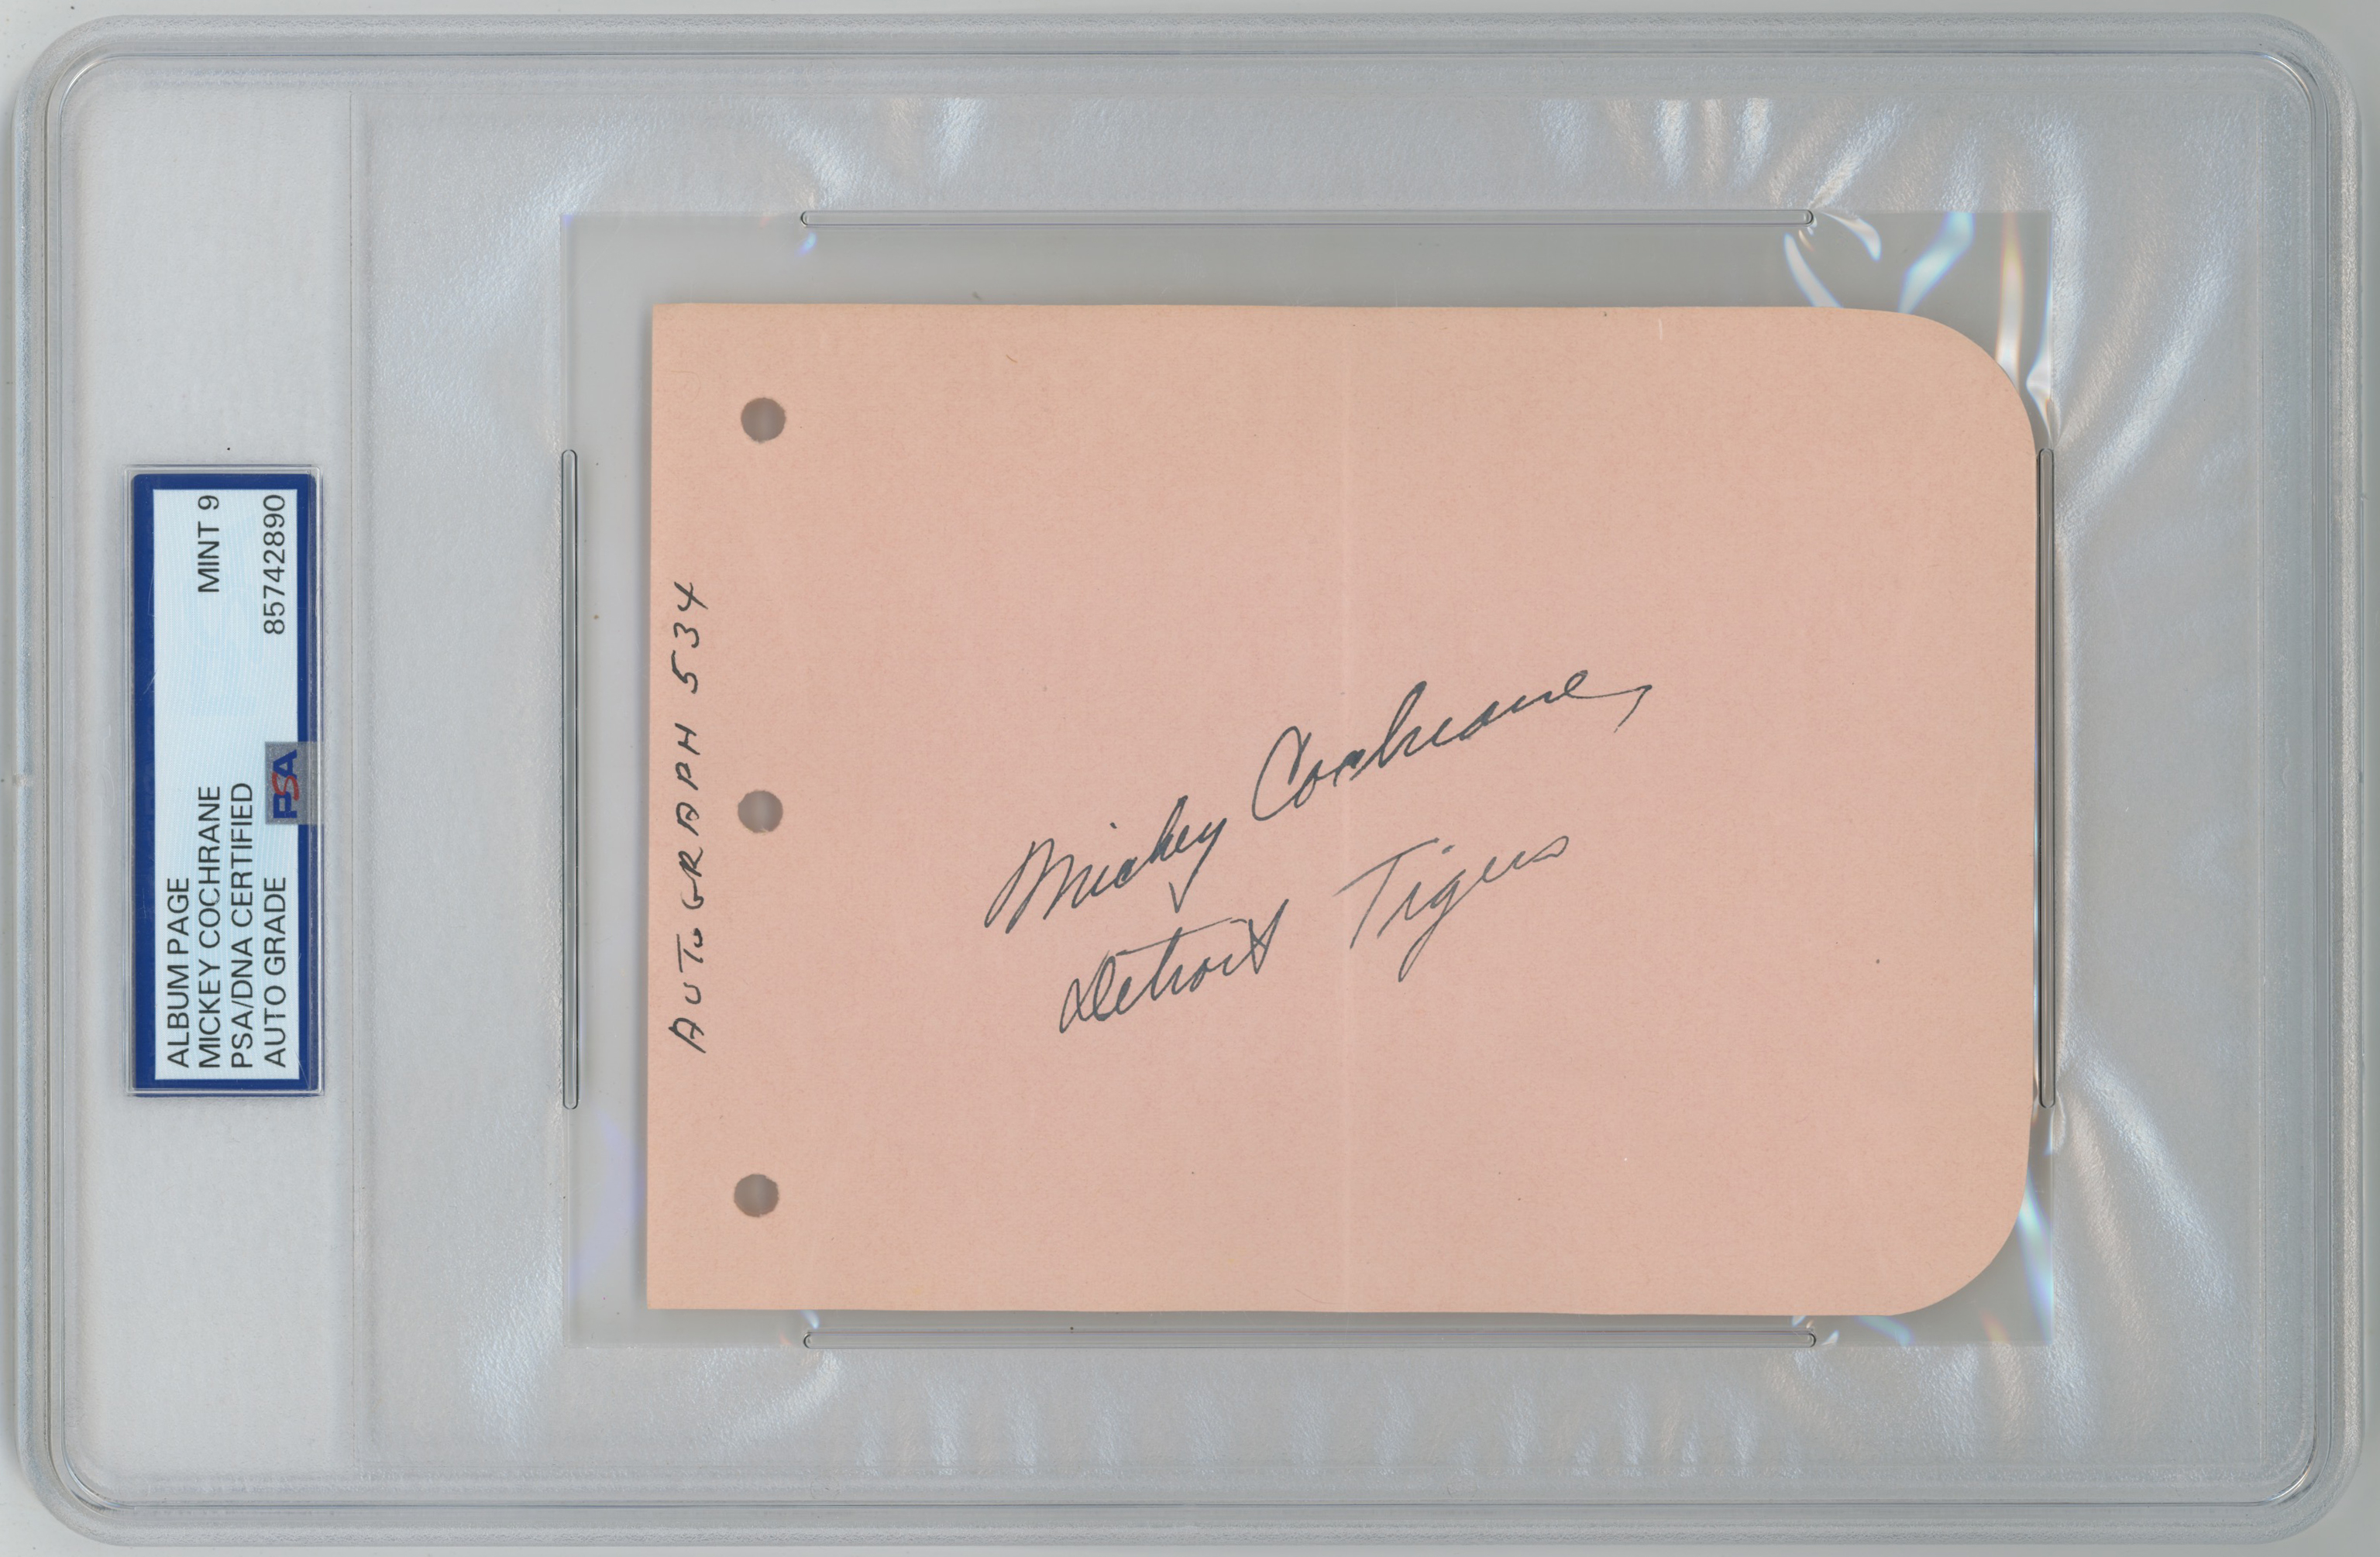 ALBUM PAGE
MICKEY COCHRANE MINT 9
PSA/DNA CERTIFIED
AUTO GRADE 85742890
PSA
AUTOGRAPH 534
Mickey Cochrane,
Detroit Tigers